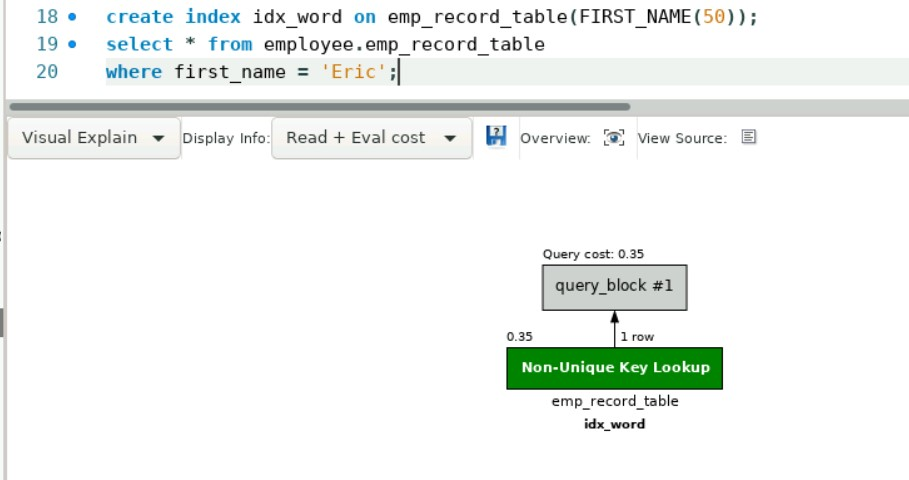 18 create index idx_word on emp_record_table(FIRST_NAME(50));
19 select * from employee.emp_record_table
20 where first_name = 'Eric';
Visual Explain Display Info: Read + Eval cost Overview: View Source:
Query cost: 0.35
query_block #1
0.35 1 row
Non-Unique Key Lookup
emp_record_table
idx_word